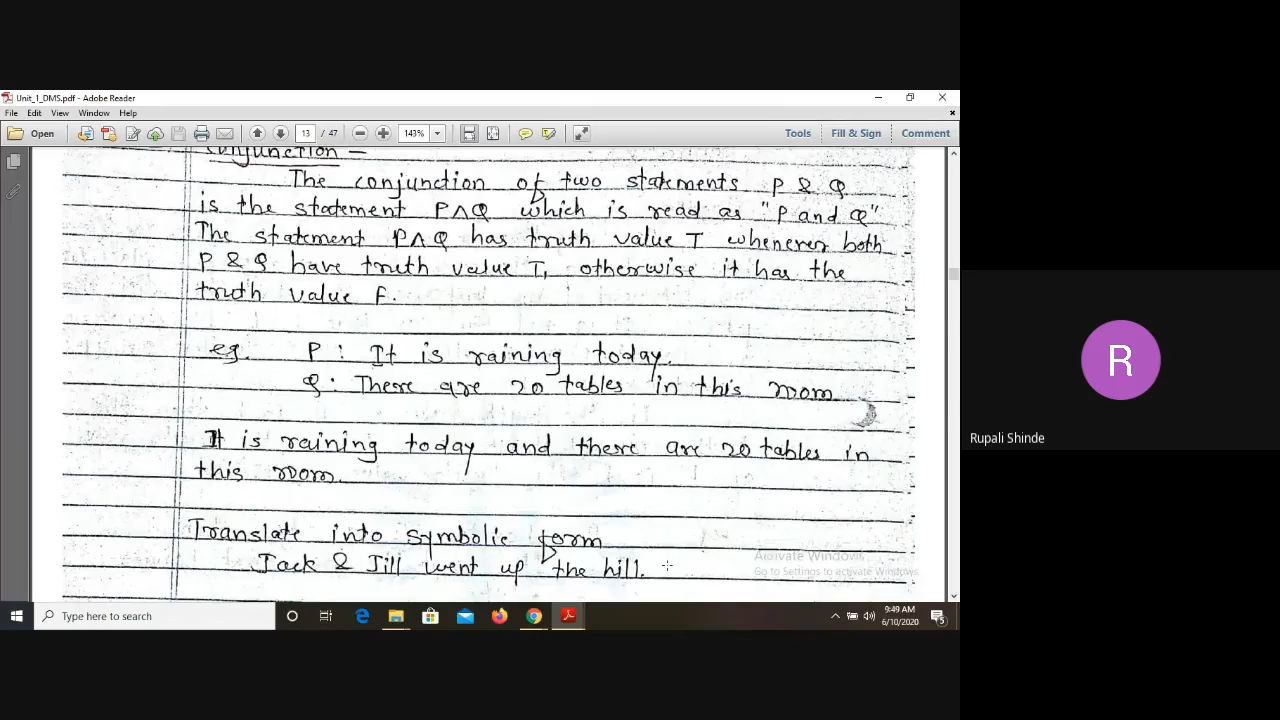 Unit_1_DMS.pdf - Adobe Reader
File Edit View Window Help
Open 13 / 47 143% Tools Fill & Sign Comment
Conjunction -
The conjunction of two statements P & Q
is the statement P∧Q which is read as "P and Q"
The statement P∧Q has truth value T whenever both
P & Q have truth value T, otherwise it has the
truth value F.
eg. P : It is raining today.
Q : There are 20 tables in this room
It is raining today and there are 20 tables in
this room.
Translate into symbolic form
Jack & Jill went up the hill.
Activate Windows
Go to Settings to activate Windows.
Type here to search
9:49 AM
6/10/2020
5
R
Rupali Shinde